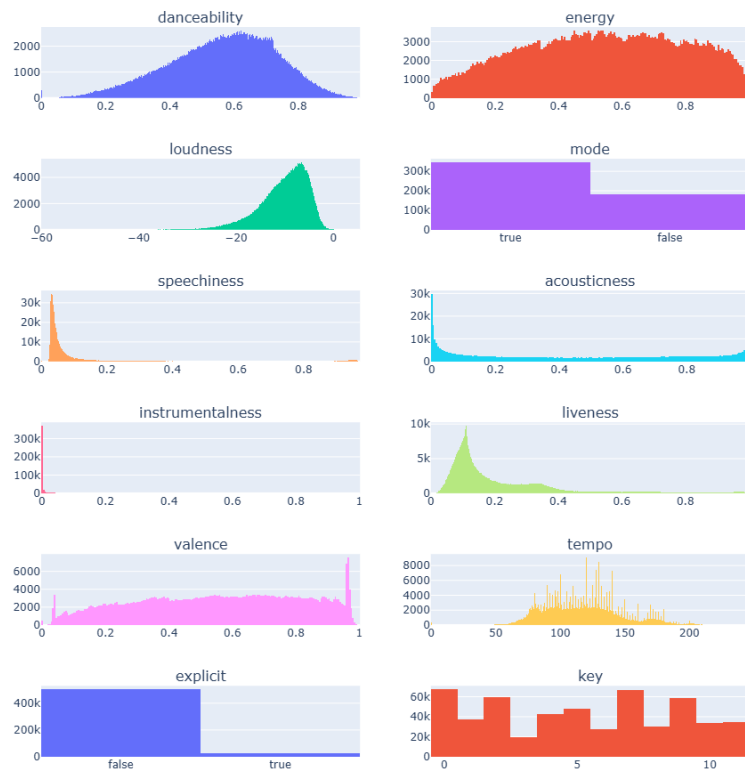 danceability
energy
2000
1000
0
0 0.2 0.4 0.6 0.8
3000
2000
1000
0
0 0.2 0.4 0.6 0.8
loudness
mode
4000
2000
0
−60 −40 −20 0
300k
200k
100k
0k
true false
speechiness
acousticness
30k
20k
10k
0
0 0.2 0.4 0.6 0.8
30k
20k
10k
0
0 0.2 0.4 0.6 0.8
instrumentalness
liveness
300k
200k
100k
0k
0 0.2 0.4 0.6 0.8 1
10k
5k
0
0 0.2 0.4 0.6 0.8
valence
tempo
6000
4000
2000
0
0 0.2 0.4 0.6 0.8 1
8000
6000
4000
2000
0
0 50 100 150 200
explicit
key
400k
200k
0k
false true
60k
40k
20k
0k
0 5 10